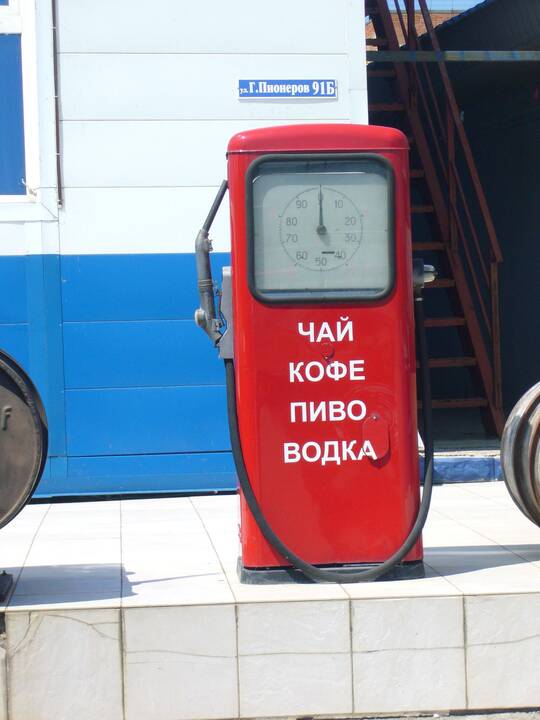 ул. Г.Пионеров 91Б
90 10
80 20
70 30
60 50 40
ЧАЙ
КОФЕ
ПИВО
ВОДКА